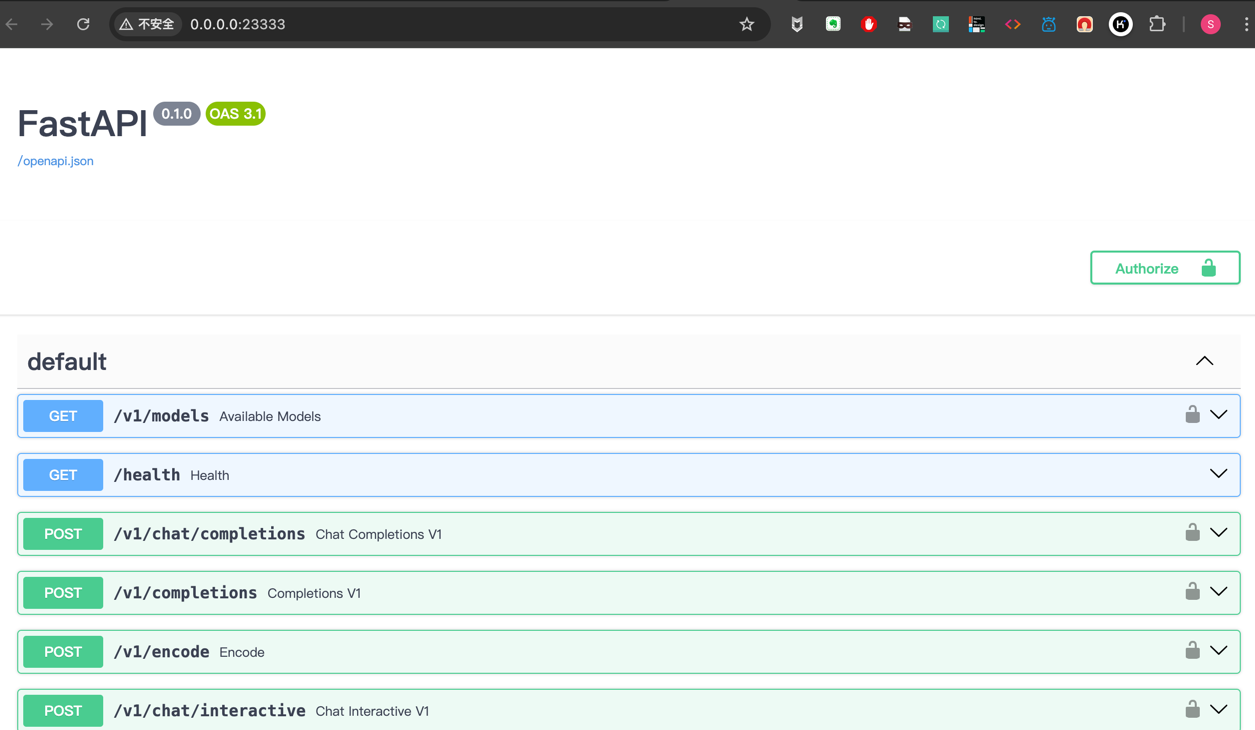 不安全 0.0.0.0:23333
S
FastAPI 0.1.0 OAS 3.1
/openapi.json
Authorize
default
GET /v1/models Available Models
GET /health Health
POST /v1/chat/completions Chat Completions V1
POST /v1/completions Completions V1
POST /v1/encode Encode
POST /v1/chat/interactive Chat Interactive V1